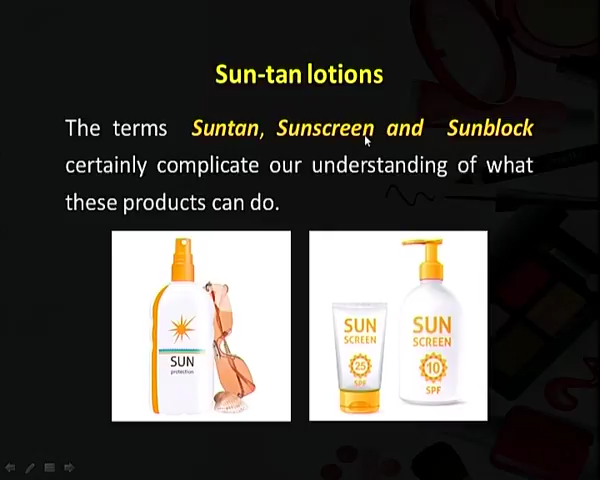 Sun-tan lotions
The terms Suntan, Sunscreen and Sunblock
certainly complicate our understanding of what
these products can do.
SUN
protection
SUN
SCREEN
25
SPF
SUN
SCREEN
10
SPF